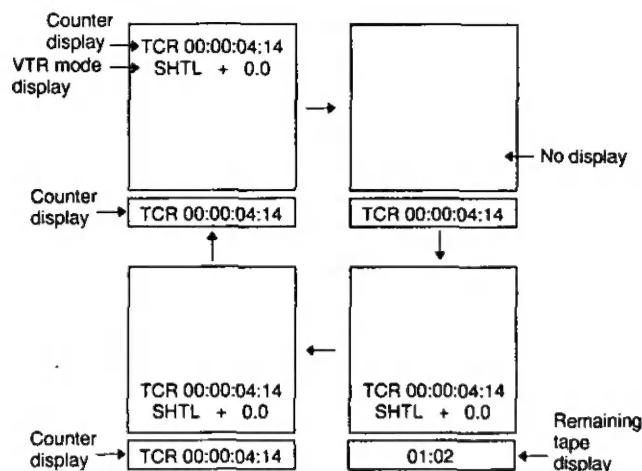 Counter
display
TCR 00:00:04:14
VTR mode
display
SHTL + 0.0
No display
Counter
display
TCR 00:00:04:14
TCR 00:00:04:14
TCR 00:00:04:14
SHTL + 0.0
TCR 00:00:04:14
SHTL + 0.0
Counter
display
TCR 00:00:04:14
01:02
Remaining
tape
display